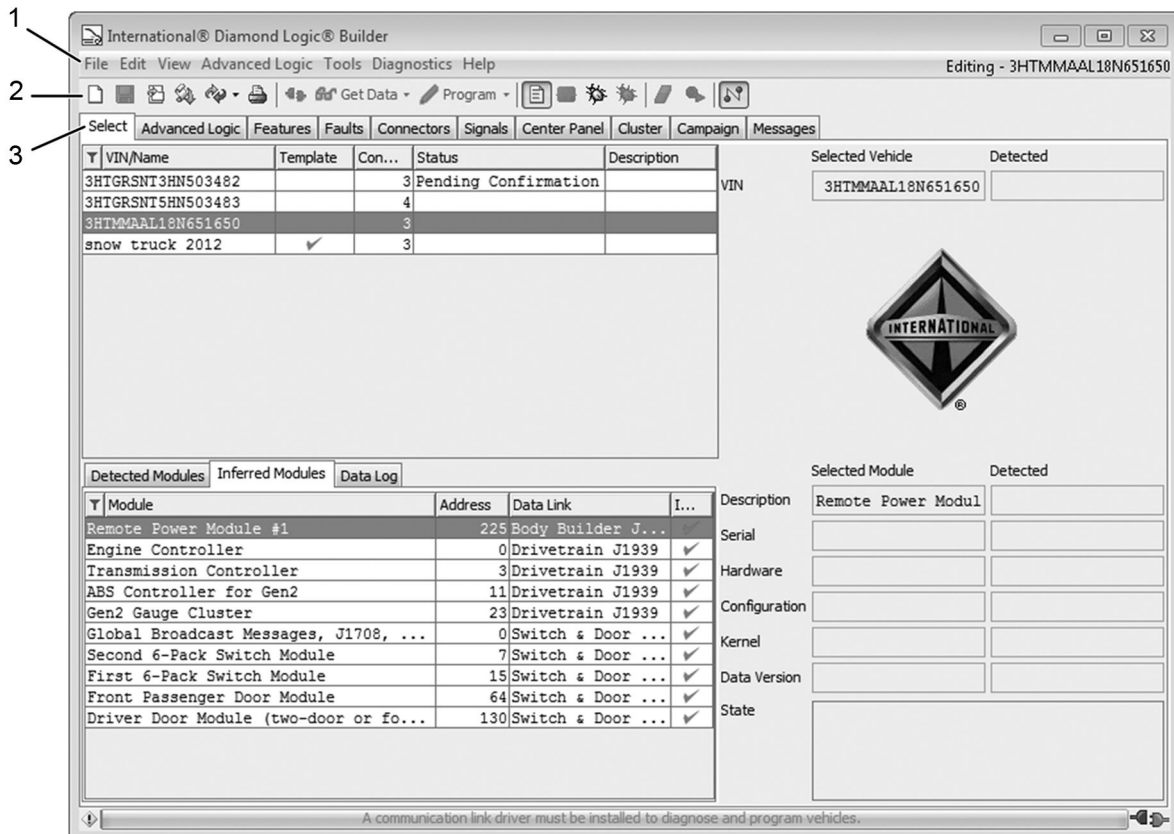 1
International® Diamond Logic® Builder
File Edit View Advanced Logic Tools Diagnostics Help
Editing - 3HTMMAAL18N651650
2
Get Data Program
3
Select Advanced Logic Features Faults Connectors Signals Center Panel Cluster Campaign Messages
VIN/Name Template Con... Status Description
3HTGRSNT3HN503482 3 Pending Confirmation
3HTGRSNT5HN503483 4
3HTMMAAL18N651650 3
snow truck 2012 3
Selected Vehicle Detected
VIN 3HTMMAAL18N651650
INTERNATIONAL
®
Detected Modules Inferred Modules Data Log
Module Address Data Link I...
Remote Power Module #1 225 Body Builder J...
Engine Controller 0 Drivetrain J1939
Transmission Controller 3 Drivetrain J1939
ABS Controller for Gen2 11 Drivetrain J1939
Gen2 Gauge Cluster 23 Drivetrain J1939
Global Broadcast Messages, J1708, ... 0 Switch & Door ...
Second 6-Pack Switch Module 7 Switch & Door ...
First 6-Pack Switch Module 15 Switch & Door ...
Front Passenger Door Module 64 Switch & Door ...
Driver Door Module (two-door or fo... 130 Switch & Door ...
Selected Module Detected
Description Remote Power Modul
Serial
Hardware
Configuration
Kernel
Data Version
State
A communication link driver must be installed to diagnose and program vehicles.